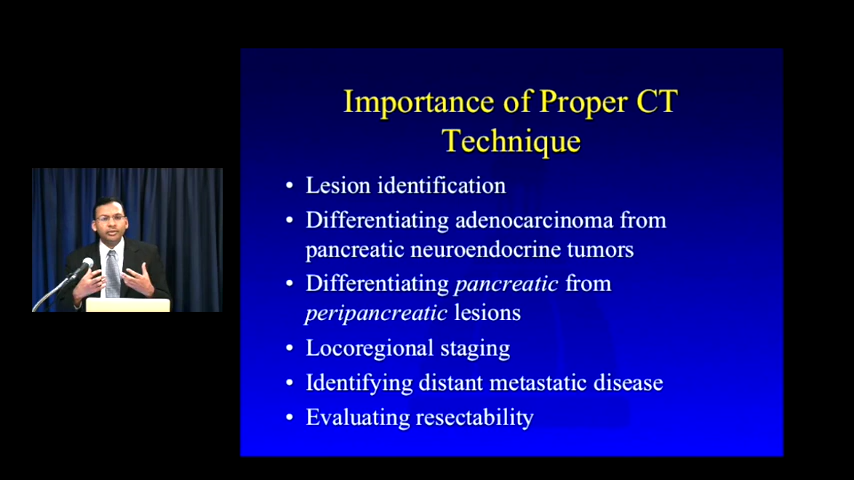 Importance of Proper CT
Technique
• Lesion identification
• Differentiating adenocarcinoma from
pancreatic neuroendocrine tumors
• Differentiating pancreatic from
peripancreatic lesions
• Locoregional staging
• Identifying distant metastatic disease
• Evaluating resectability